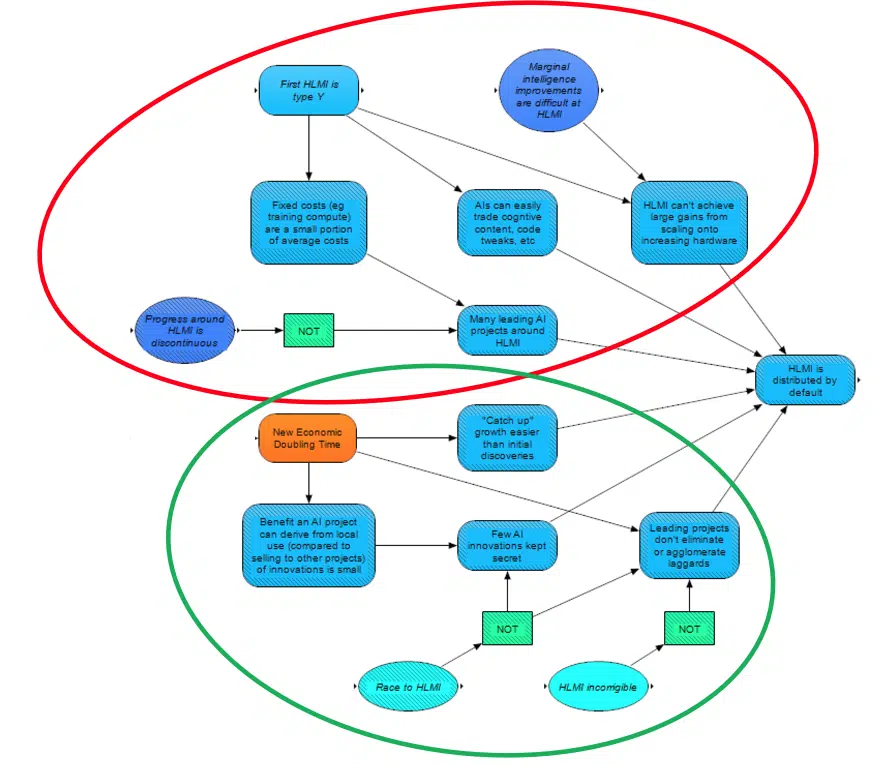 First HLMI is
type Y
Marginal
intelligence
improvements
are difficult at
HLMI
Fixed costs (eg
training compute)
are a small portion
of average costs
AIs can easily
trade cogntive
content, code
tweaks, etc
HLMI can't achieve
large gains from
scaling onto
increasing hardware
Progress around
HLMI is
discontinuous
NOT
Many leading AI
projects around
HLMI
HLMI is
distributed by
default
New Economic
Doubling Time
"Catch up"
growth easier
than initial
discoveries
Benefit an AI project
can derive from local
use (compared to
selling to other projects)
of innovations is small
Few AI
innovations kept
secret
Leading projects
don't eliminate
or agglomerate
laggards
NOT
NOT
Race to HLMI
HLMI incorrigible